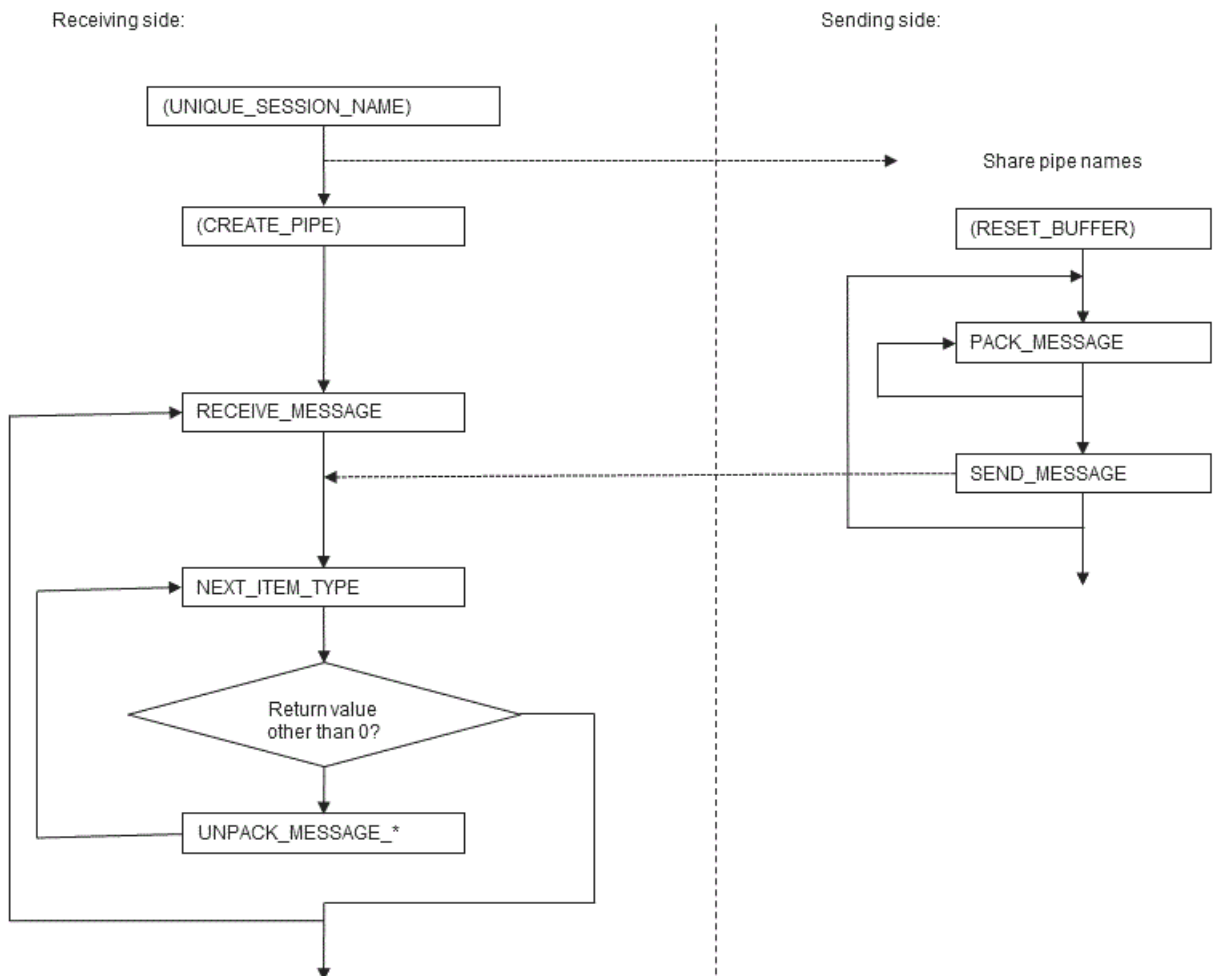 Receiving side:
Sending side:
(UNIQUE_SESSION_NAME)
Share pipe names
(CREATE_PIPE)
(RESET_BUFFER)
PACK_MESSAGE
RECEIVE_MESSAGE
SEND_MESSAGE
NEXT_ITEM_TYPE
Return value
other than 0?
UNPACK_MESSAGE_*